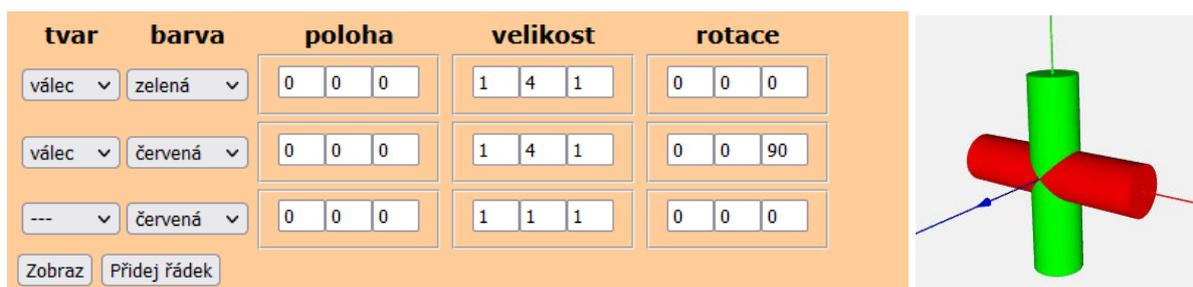 tvar barva poloha velikost rotace
válec zelená 0 0 0 1 4 1 0 0 0
válec červená 0 0 0 1 4 1 0 0 90
--- červená 0 0 0 1 1 1 0 0 0
Zobraz Přidej řádek